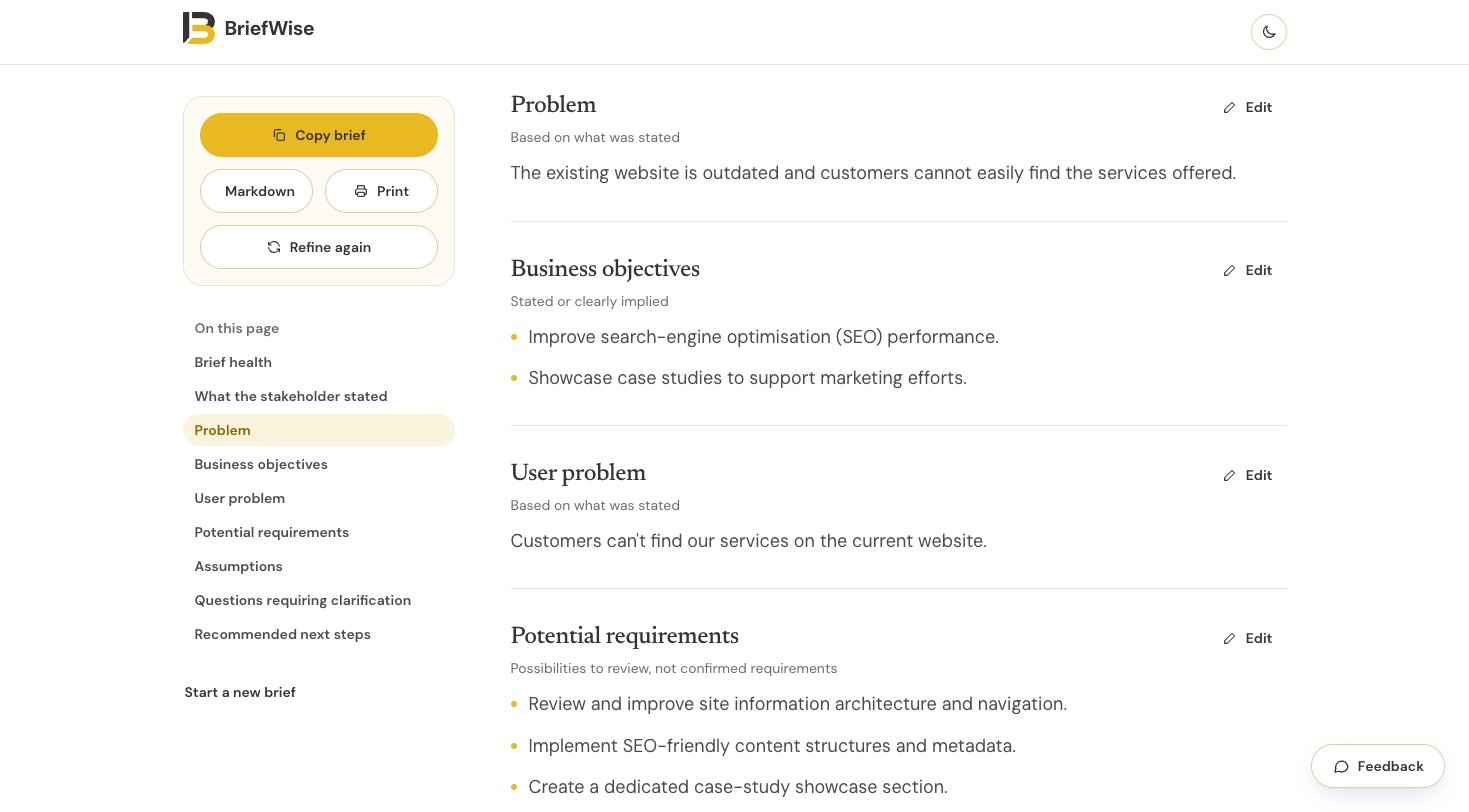 BriefWise
Copy brief
Markdown
Print
Refine again
On this page
Brief health
What the stakeholder stated
Problem
Business objectives
User problem
Potential requirements
Assumptions
Questions requiring clarification
Recommended next steps
Start a new brief
Problem
Edit
Based on what was stated
The existing website is outdated and customers cannot easily find the services offered.
Business objectives
Edit
Stated or clearly implied
Improve search-engine optimisation (SEO) performance.
Showcase case studies to support marketing efforts.
User problem
Edit
Based on what was stated
Customers can't find our services on the current website.
Potential requirements
Edit
Possibilities to review, not confirmed requirements
Review and improve site information architecture and navigation.
Implement SEO-friendly content structures and metadata.
Create a dedicated case-study showcase section.
Feedback